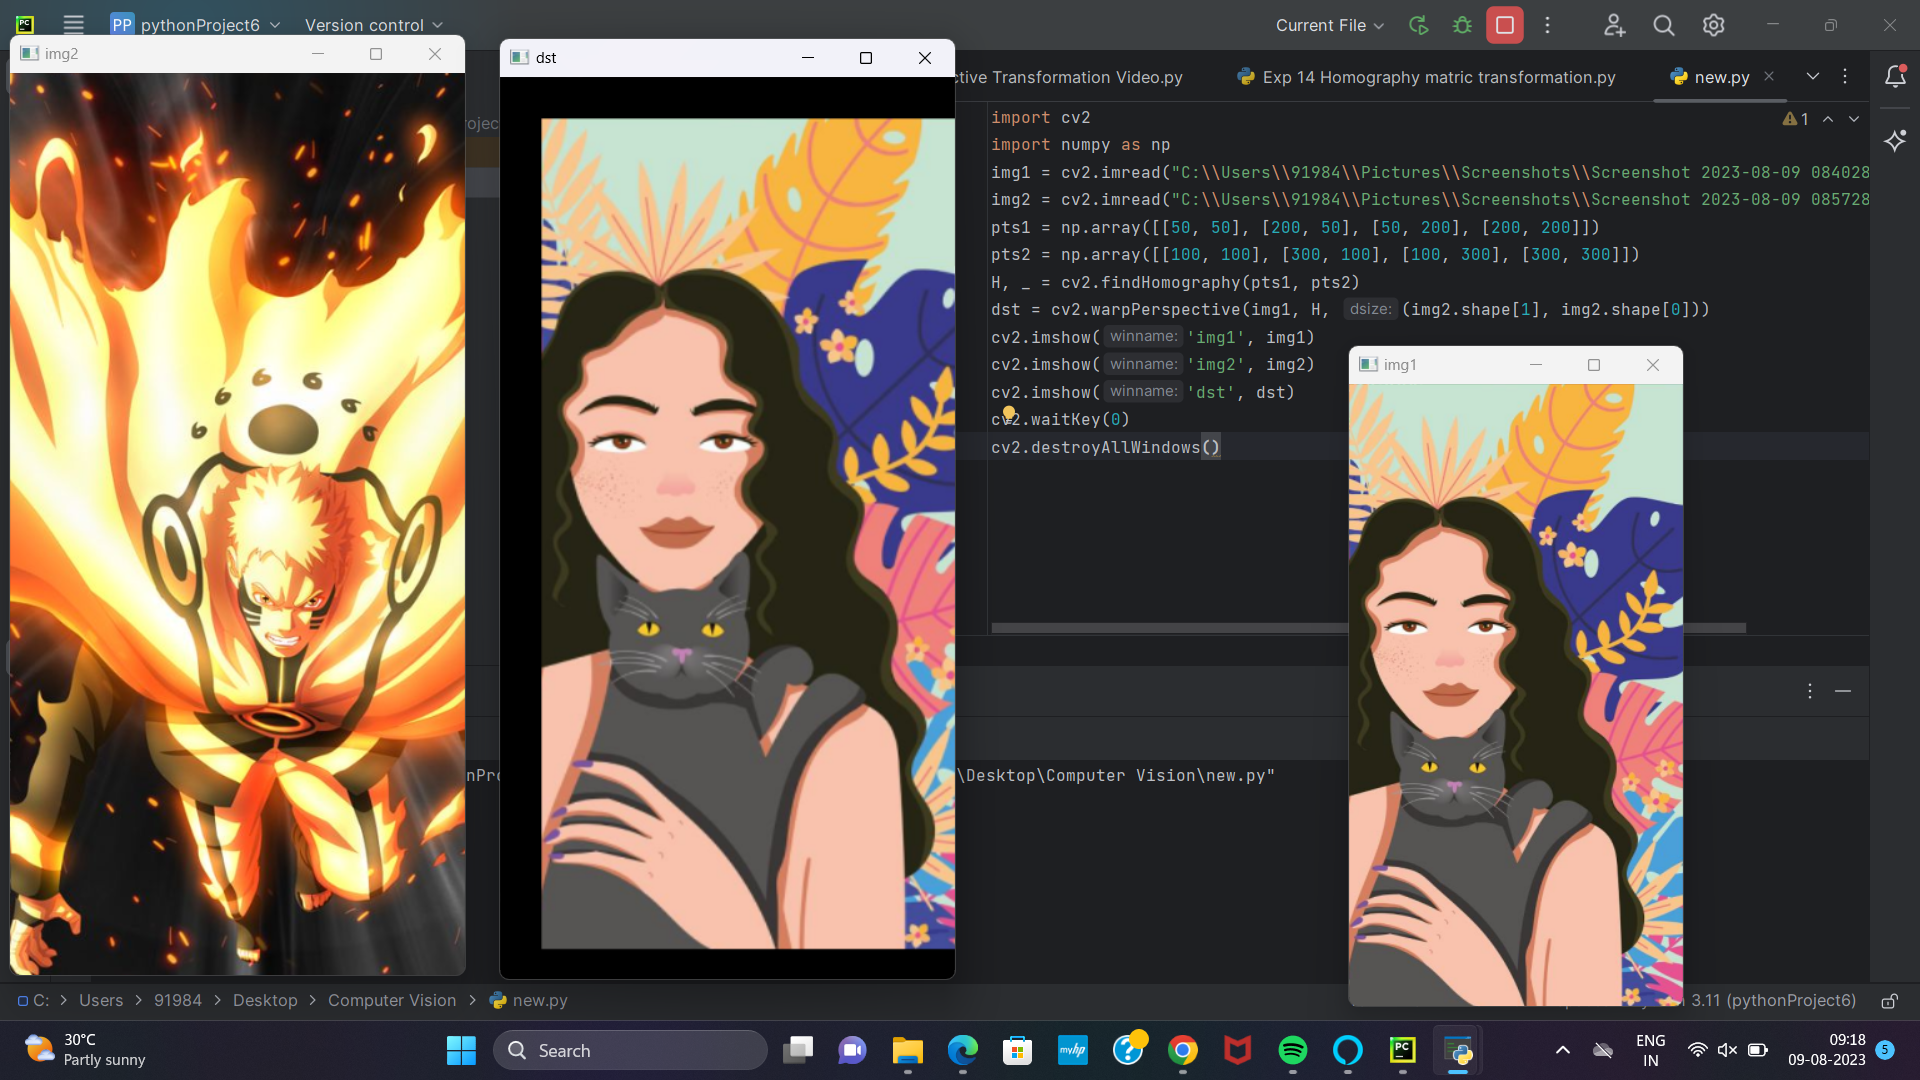 PC
PP pythonProject6
Version control
Current File
img2
dst
ctive Transformation Video.py
Exp 14 Homography matric transformation.py
new.py
import cv2
1
import numpy as np
img1 = cv2.imread("C:\\Users\\91984\\Pictures\\Screenshots\\Screenshot 2023-08-09 084028
img2 = cv2.imread("C:\\Users\\91984\\Pictures\\Screenshots\\Screenshot 2023-08-09 085728
pts1 = np.array([[50, 50], [200, 50], [50, 200], [200, 200]])
pts2 = np.array([[100, 100], [300, 100], [100, 300], [300, 300]])
H, _ = cv2.findHomography(pts1, pts2)
dst = cv2.warpPerspective(img1, H, dsize: (img2.shape[1], img2.shape[0]))
cv2.imshow( winname: 'img1', img1)
cv2.imshow( winname: 'img2', img2)
cv2.imshow( winname: 'dst', dst)
cv2.waitKey(0)
cv2.destroyAllWindows()
img1
ojec
nPro
\Desktop\Computer Vision\new.py"
C: > Users > 91984 > Desktop > Computer Vision > new.py
3.11 (pythonProject6)
30°C
Partly sunny
Search
myhp
PC
ENG
IN
09:18
09-08-2023
5